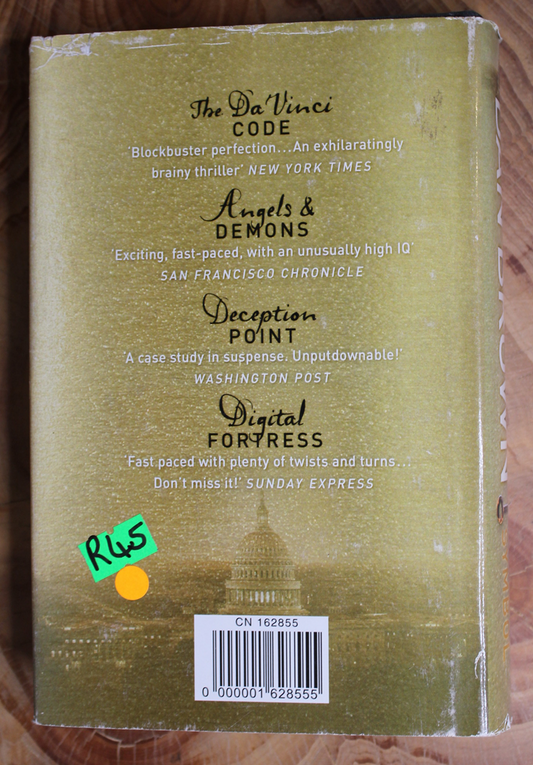 The Da Vinci
CODE
'Blockbuster perfection...An exhilaratingly
brainy thriller' NEW YORK TIMES
Angels &
DEMONS
'Exciting, fast-paced, with an unusually high IQ'
SAN FRANCISCO CHRONICLE
Deception
POINT
'A case study in suspense. Unputdownable!'
WASHINGTON POST
Digital
FORTRESS
'Fast paced with plenty of twists and turns...
Don't miss it!' SUNDAY EXPRESS
R45
CN 162855
0 000001 628555
DAN BROWN